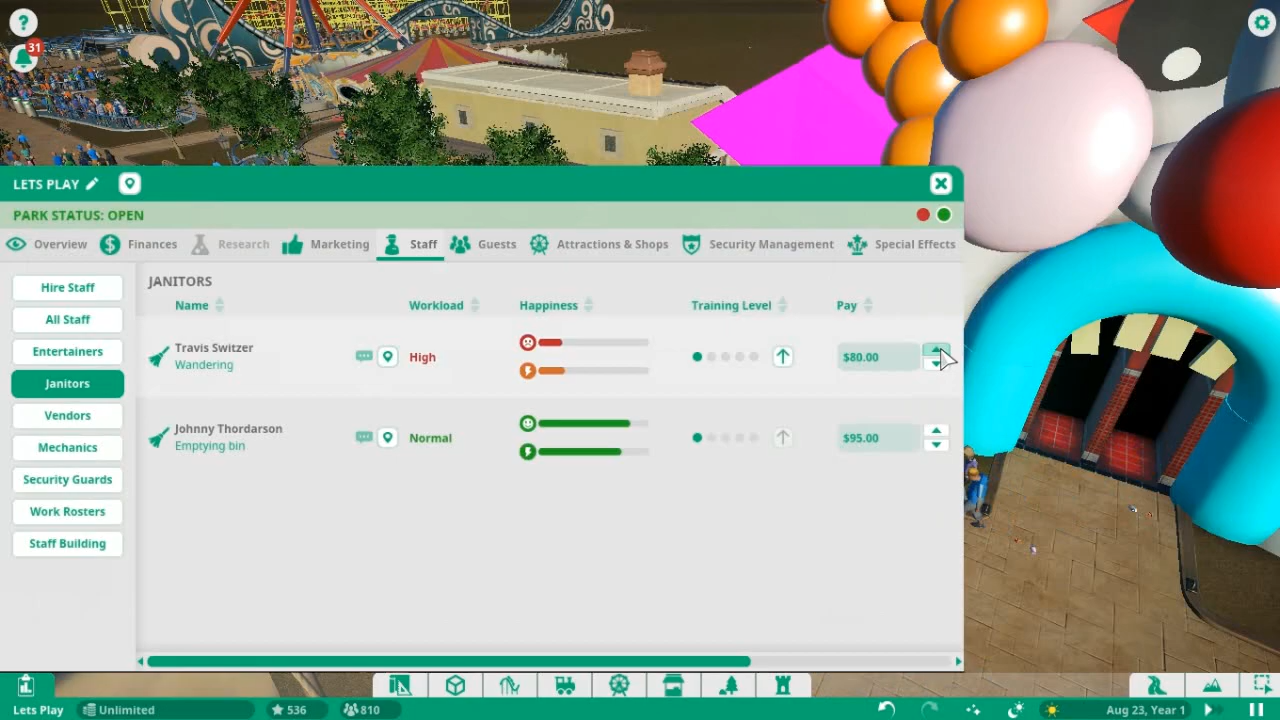 ?
31
LETS PLAY
PARK STATUS: OPEN
Overview
$ Finances
Research
Marketing
Staff
Guests
Attractions & Shops
Security Management
Special Effects
Hire Staff
All Staff
Entertainers
Janitors
Vendors
Mechanics
Security Guards
Work Rosters
Staff Building
JANITORS
Name
Workload
Happiness
Training Level
Pay
Travis Switzer
Wandering
High
$80.00
Johnny Thordarson
Emptying bin
Normal
$95.00
Lets Play
Unlimited
536
810
Aug 23, Year 1